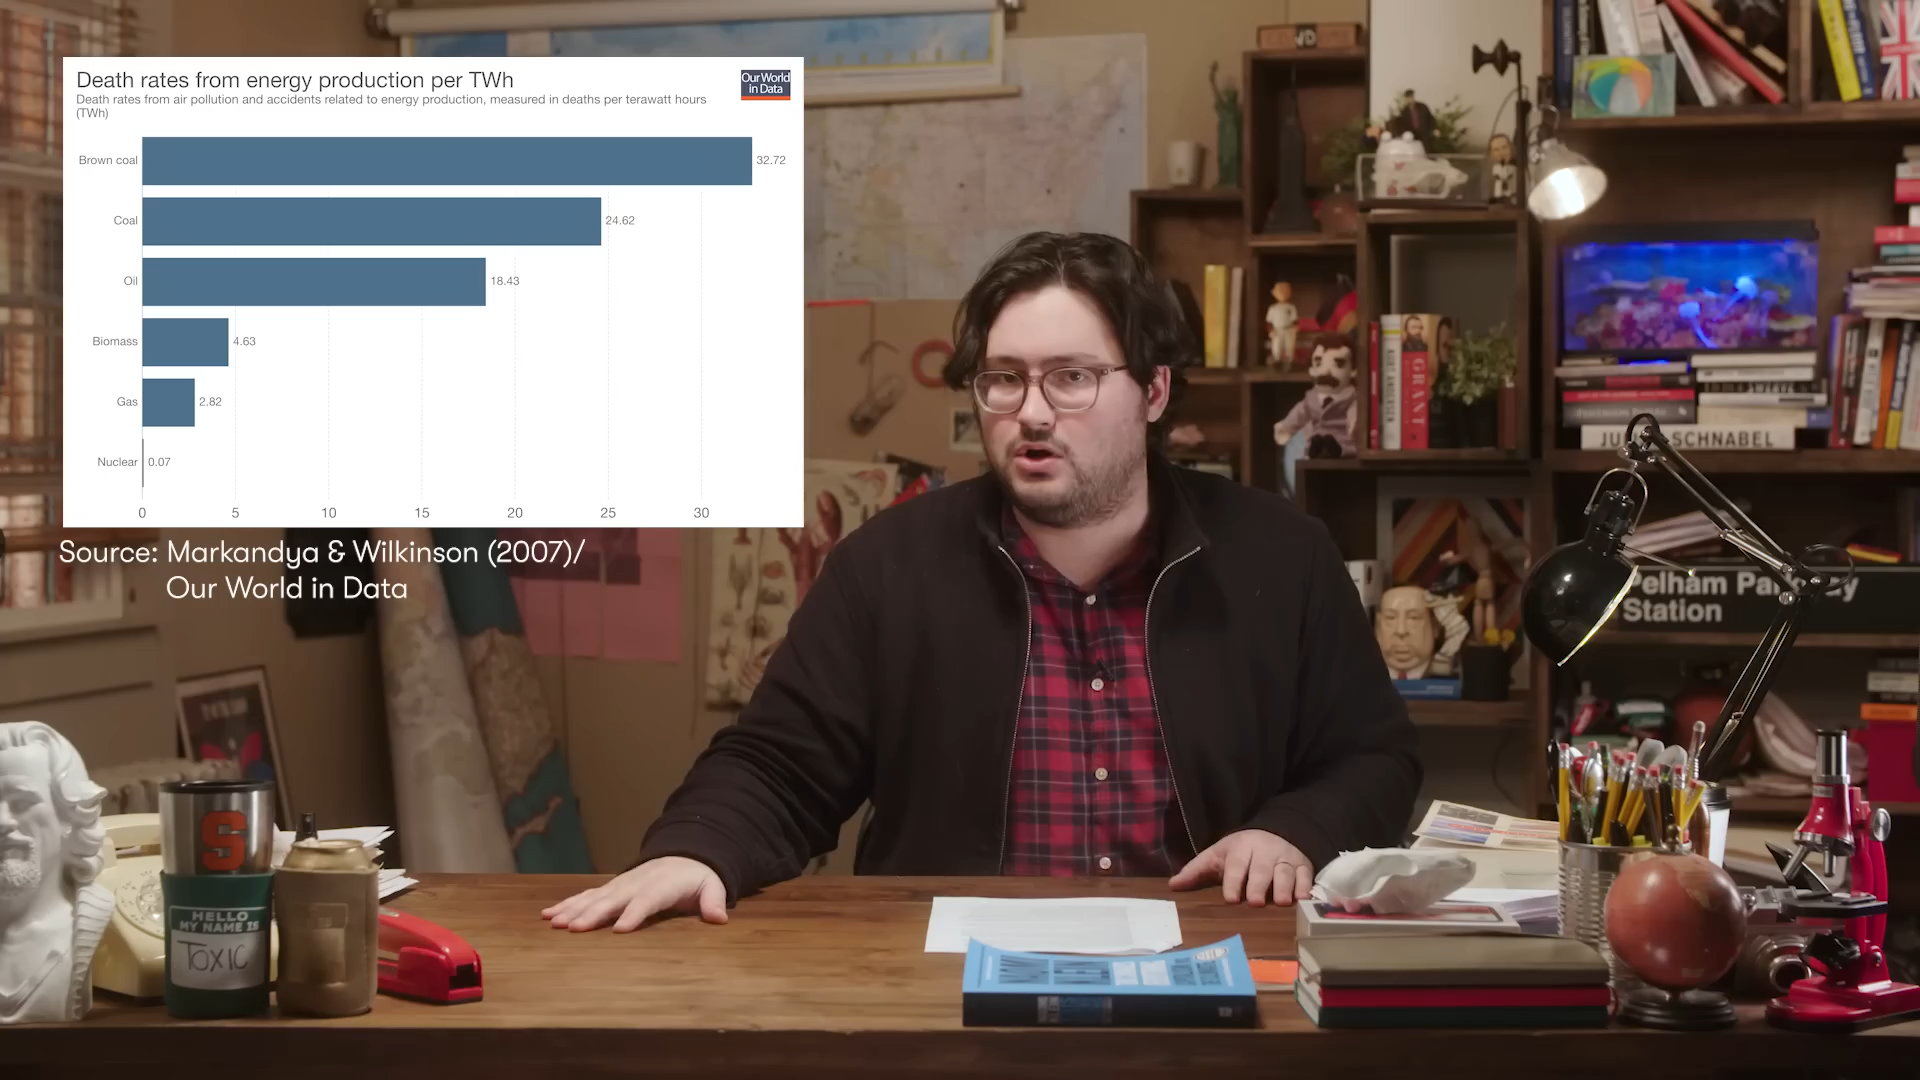 Death rates from energy production per TWh
Our World
in Data
Death rates from air pollution and accidents related to energy production, measured in deaths per terawatt hours
(TWh)
Brown coal
32.72
Coal
24.62
Oil
18.43
Biomass
4.63
Gas
2.82
Nuclear
0.07
0 5 10 15 20 25 30
Source: Markandya & Wilkinson (2007)/
Our World in Data
GRANT
SCHNABEL
Pelham
Station
S
HELLO
MY NAME IS
TOXIC